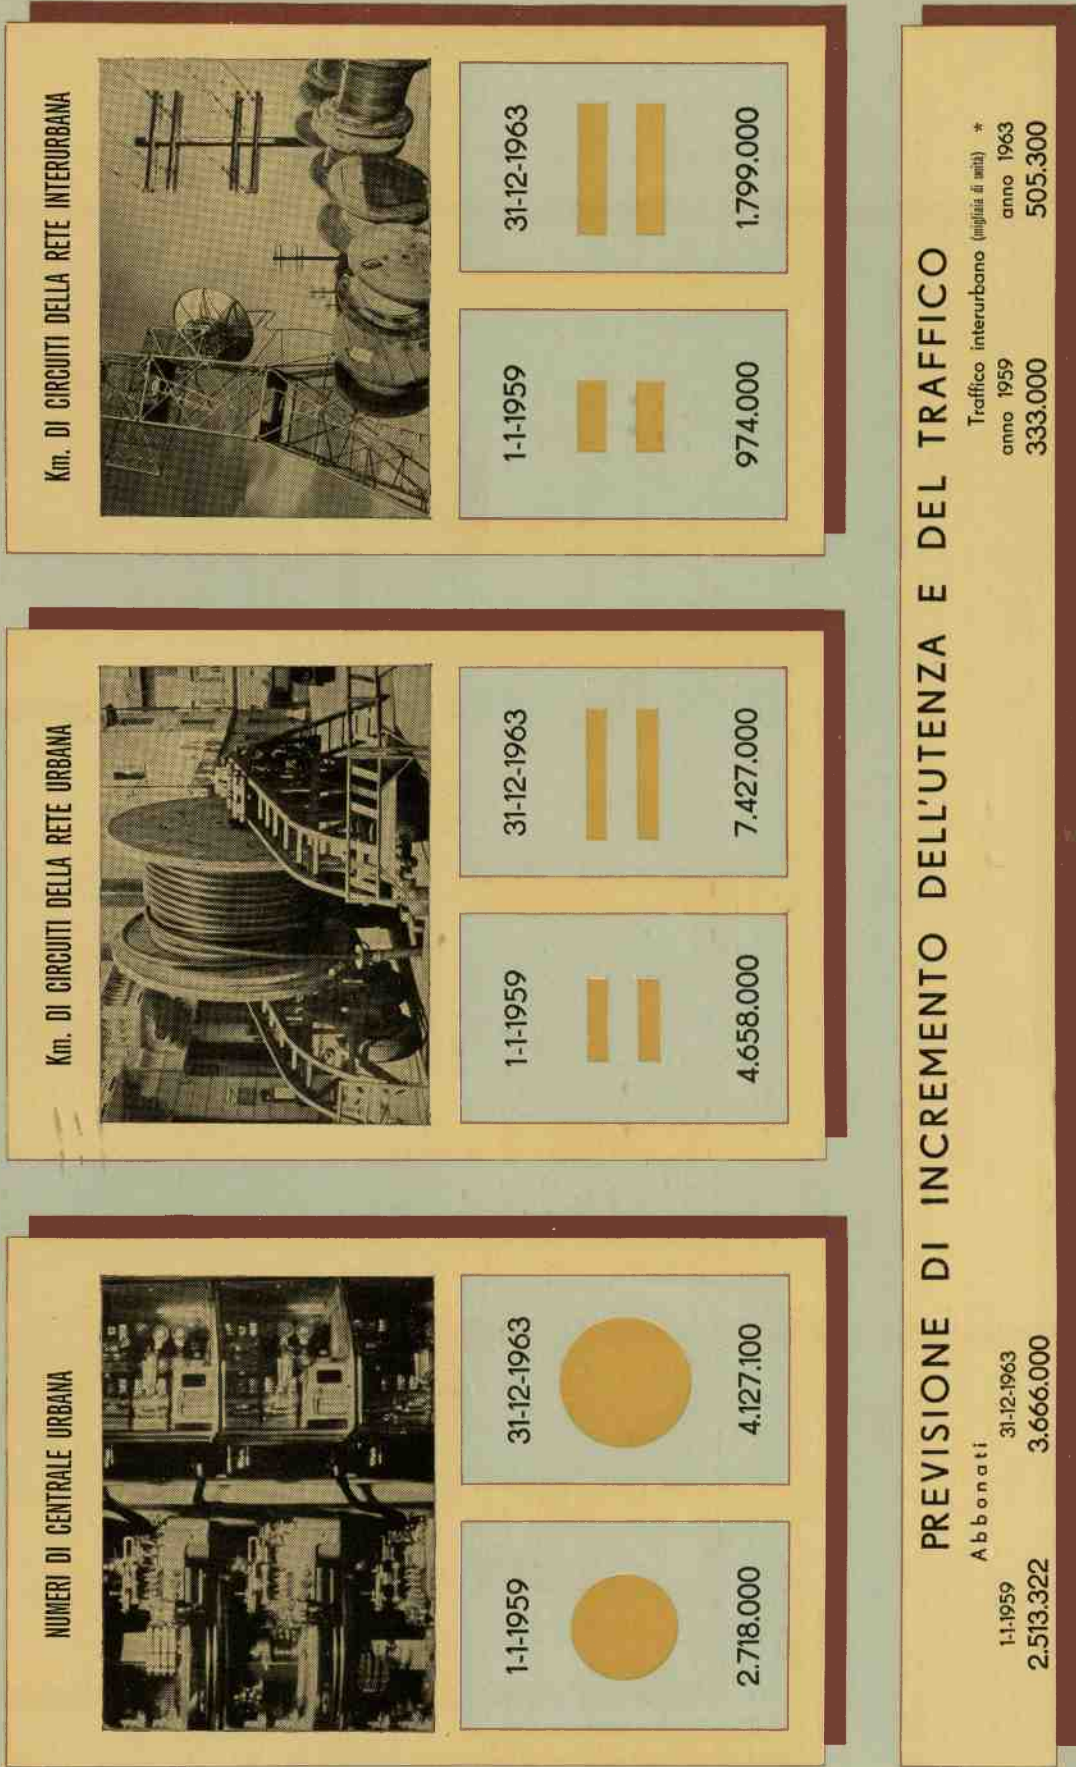 NUMERI DI CENTRALE URBANA
1-1-1959
2.718.000
31-12-1963
4.127.100
Km. DI CIRCUITI DELLA RETE URBANA
1-1-1959
4.658.000
31-12-1963
7.427.000
Km. DI CIRCUITI DELLA RETE INTERURBANA
1-1-1959
974.000
31-12-1963
1.799.000
PREVISIONE DI INCREMENTO DELL'UTENZA E DEL TRAFFICO
Abbonati
1-1-1959 31-12-1963
2.513.322 3.666.000
Traffico interurbano (migliaia di unità) *
anno 1959 anno 1963
333.000 505.300